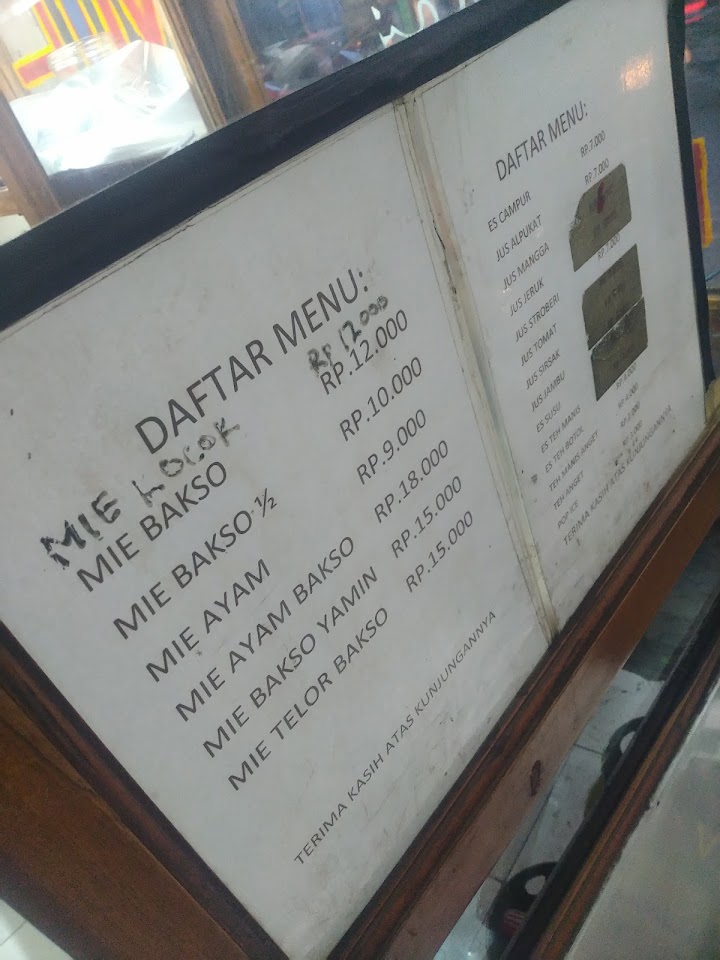 DAFTAR MENU:
MIE KOCOK RP 12.000
MIE BAKSO RP.12.000
MIE BAKSO ½ RP.10.000
MIE AYAM RP.9.000
MIE AYAM BAKSO RP.18.000
MIE BAKSO YAMIN RP.15.000
MIE TELOR BAKSO RP.15.000
TERIMA KASIH ATAS KUNJUNGANNYA
DAFTAR MENU:
ES CAMPUR RP.7.000
JUS ALPUKAT RP.7.000
JUS MANGGA
JUS JERUK
JUS STROBERI RP.7.000
JUS TOMAT
JUS SIRSAK
JUS JAMBU
ES SUSU
ES TEH MANIS
ES TEH BOTOL
TEH MANIS ANGET
TEH ANGET
POP ICE
TERIMA KASIH ATAS KUNJUNGANNYA